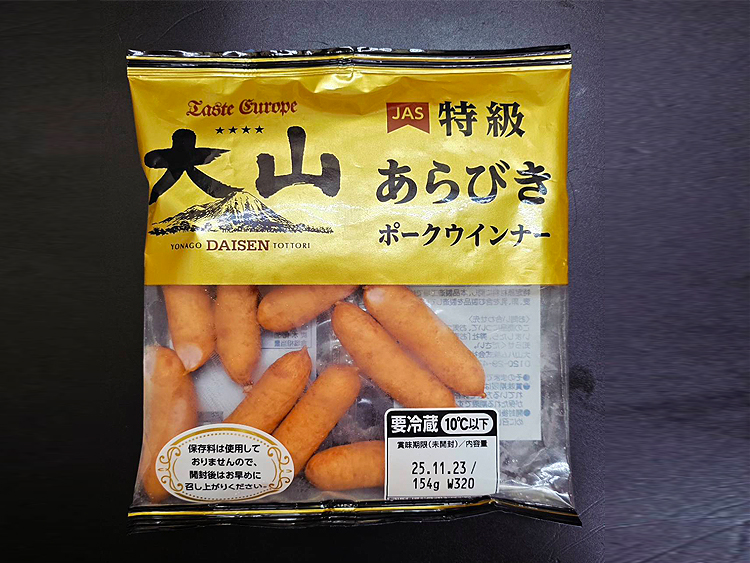 Taste Europe
★★★★
大山
YONAGO DAISEN TOTTORI
JAS 特級
あらびき
ポークウインナー
保存料は使用して
おりませんので、
開封後はお早めに
召し上がりください。
要冷蔵 10℃以下
賞味期限(未開封)/内容量
25.11.23/
154g W320